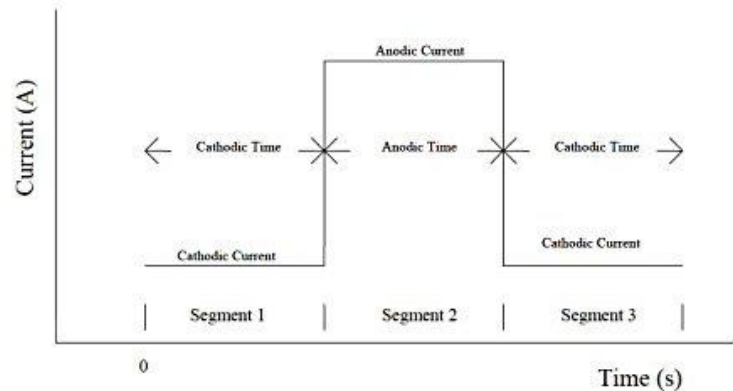 Anodic Current
Current (A)
Cathodic Time
Anodic Time
Cathodic Time
Cathodic Current
Cathodic Current
Segment 1
Segment 2
Segment 3
0
Time (s)